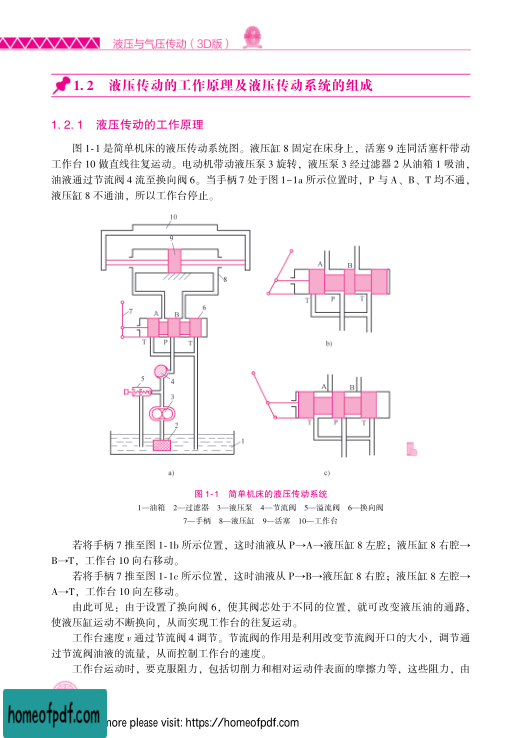 液压与气压传动（3D版）
1. 2　液压传动的工作原理及液压传动系统的组成
1. 2. 1　液压传动的工作原理
图 1-1 是简单机床的液压传动系统图。液压缸 8 固定在床身上，活塞 9 连同活塞杆带动
工作台 10 做直线往复运动。电动机带动液压泵 3 旋转，液压泵 3 经过滤器 2 从油箱 1 吸油，
油液通过节流阀 4 流至换向阀 6。当手柄 7 处于图 1-1a 所示位置时，P 与 A、B、T 均不通，
液压缸 8 不通油，所以工作台停止。
10
9
8
7
A
B
6
T
P
T
5
4
3
2
1
a)
A
B
T
P
T
b)
A
B
T
P
T
c)
图 1-1　简单机床的液压传动系统
1—油箱　2—过滤器　3—液压泵　4—节流阀　5—溢流阀　6—换向阀
7—手柄　8—液压缸　9—活塞　10—工作台
若将手柄 7 推至图 1-1b 所示位置，这时油液从 P→A→液压缸 8 左腔；液压缸 8 右腔→
B→T，工作台 10 向右移动。
若将手柄 7 推至图 1-1c 所示位置，这时油液从 P→B→液压缸 8 右腔；液压缸 8 左腔→
A→T，工作台 10 向左移动。
由此可见：由于设置了换向阀 6，使其阀芯处于不同的位置，就可改变液压油的通路，
使液压缸运动不断换向，从而实现工作台的往复运动。
工作台速度 v 通过节流阀 4 调节。节流阀的作用是利用改变节流阀开口的大小，调节通
过节流阀油液的流量，从而控制工作台的速度。
工作台运动时，要克服阻力，包括切削力和相对运动件表面的摩擦力等，这些阻力，由
homeofpdf.com
more please visit: https://homeofpdf.com